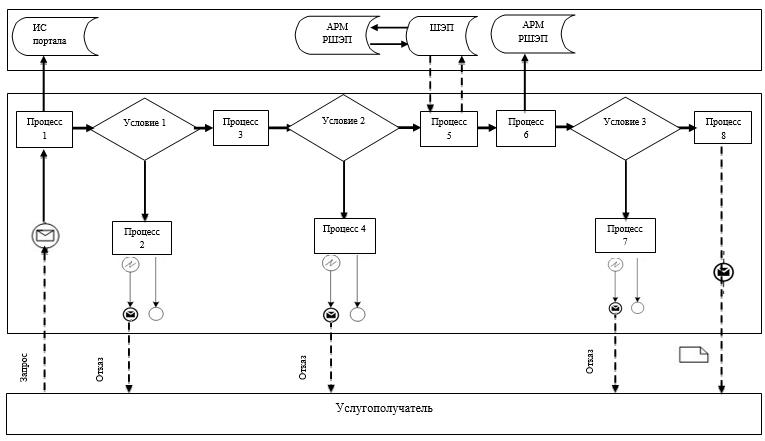 ИС
портала
АРМ
РШЭП
ШЭП
АРМ
РШЭП
Процесс
1
Условие 1
Процесс
3
Условие 2
Процесс
5
Процесс
6
Условие 3
Процесс
8
Процесс
2
Процесс 4
Процесс
7
Запрос
Отказ
Отказ
Отказ
Услугополучатель